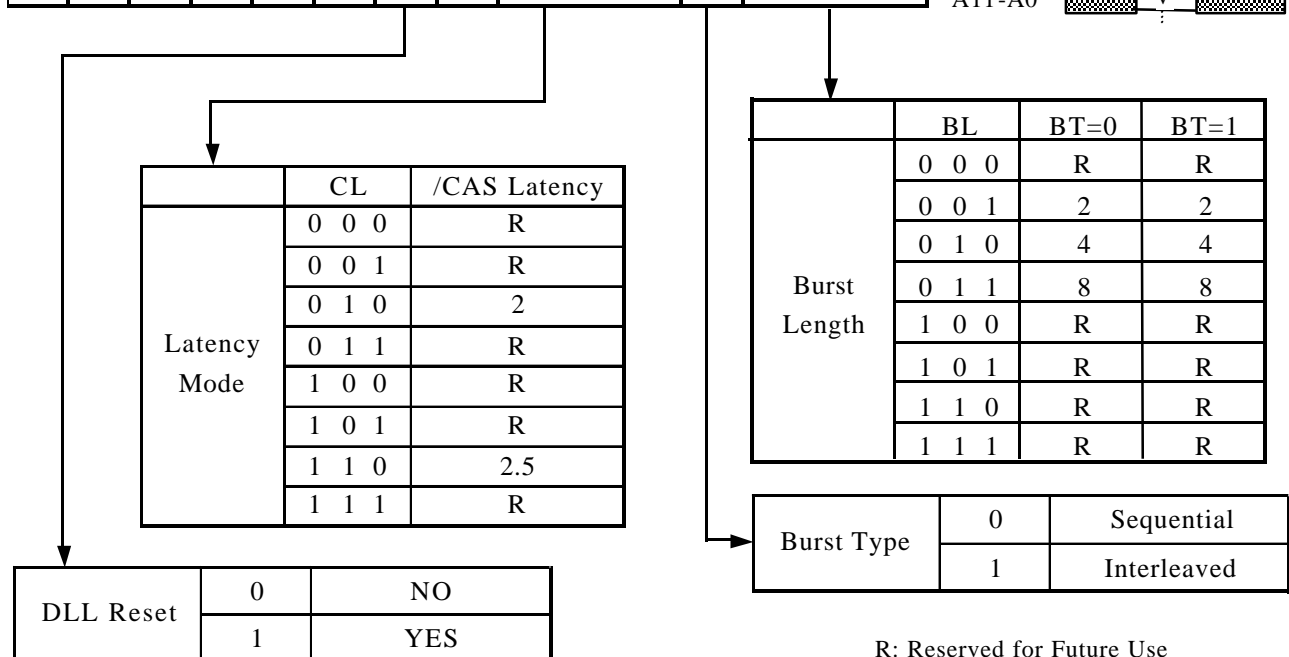 A11-A0
BL BT=0 BT=1
0 0 0 R R
0 0 1 2 2
0 1 0 4 4
Burst 0 1 1 8 8
Length 1 0 0 R R
1 0 1 R R
1 1 0 R R
1 1 1 R R
CL /CAS Latency
0 0 0 R
0 0 1 R
0 1 0 2
Latency 0 1 1 R
Mode 1 0 0 R
1 0 1 R
1 1 0 2.5
1 1 1 R
Burst Type 0 Sequential
1 Interleaved
DLL Reset 0 NO
1 YES
R: Reserved for Future Use